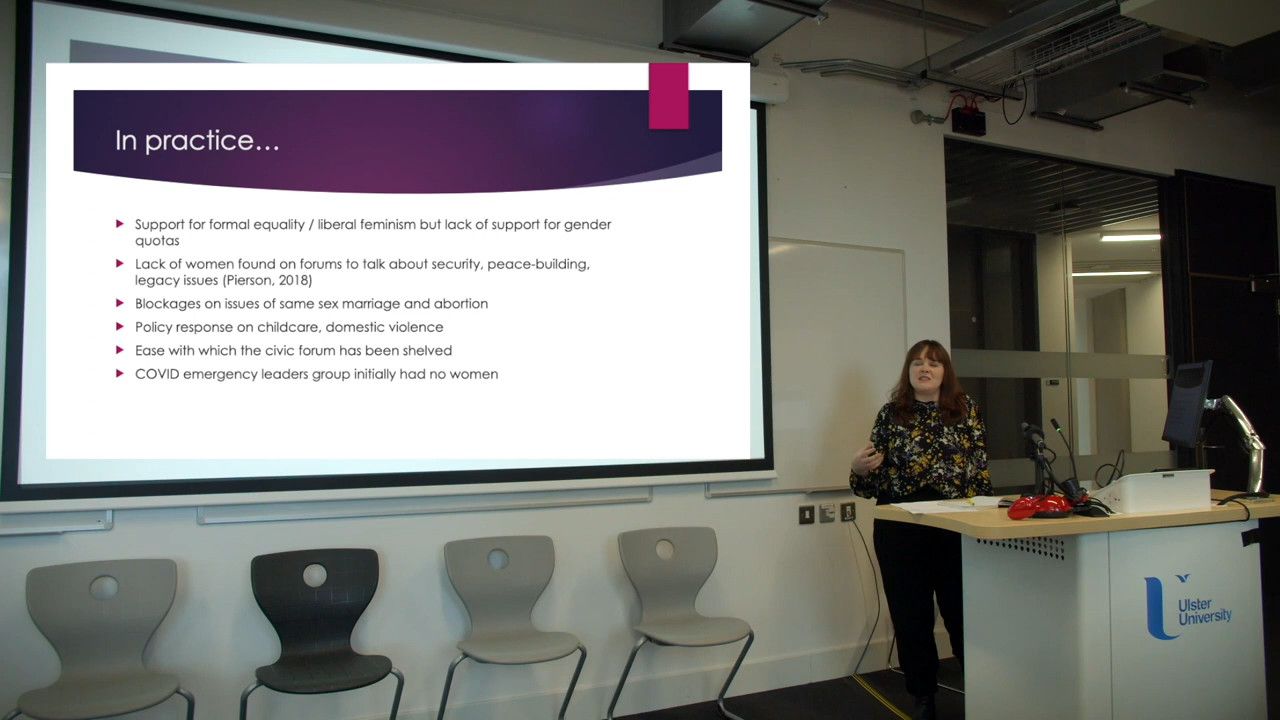 In practice…
Support for formal equality / liberal feminism but lack of support for gender
quotas
Lack of women found on forums to talk about security, peace-building,
legacy issues (Pierson, 2018)
Blockages on issues of same sex marriage and abortion
Policy response on childcare, domestic violence
Ease with which the civic forum has been shelved
COVID emergency leaders group initially had no women
Ulster
University